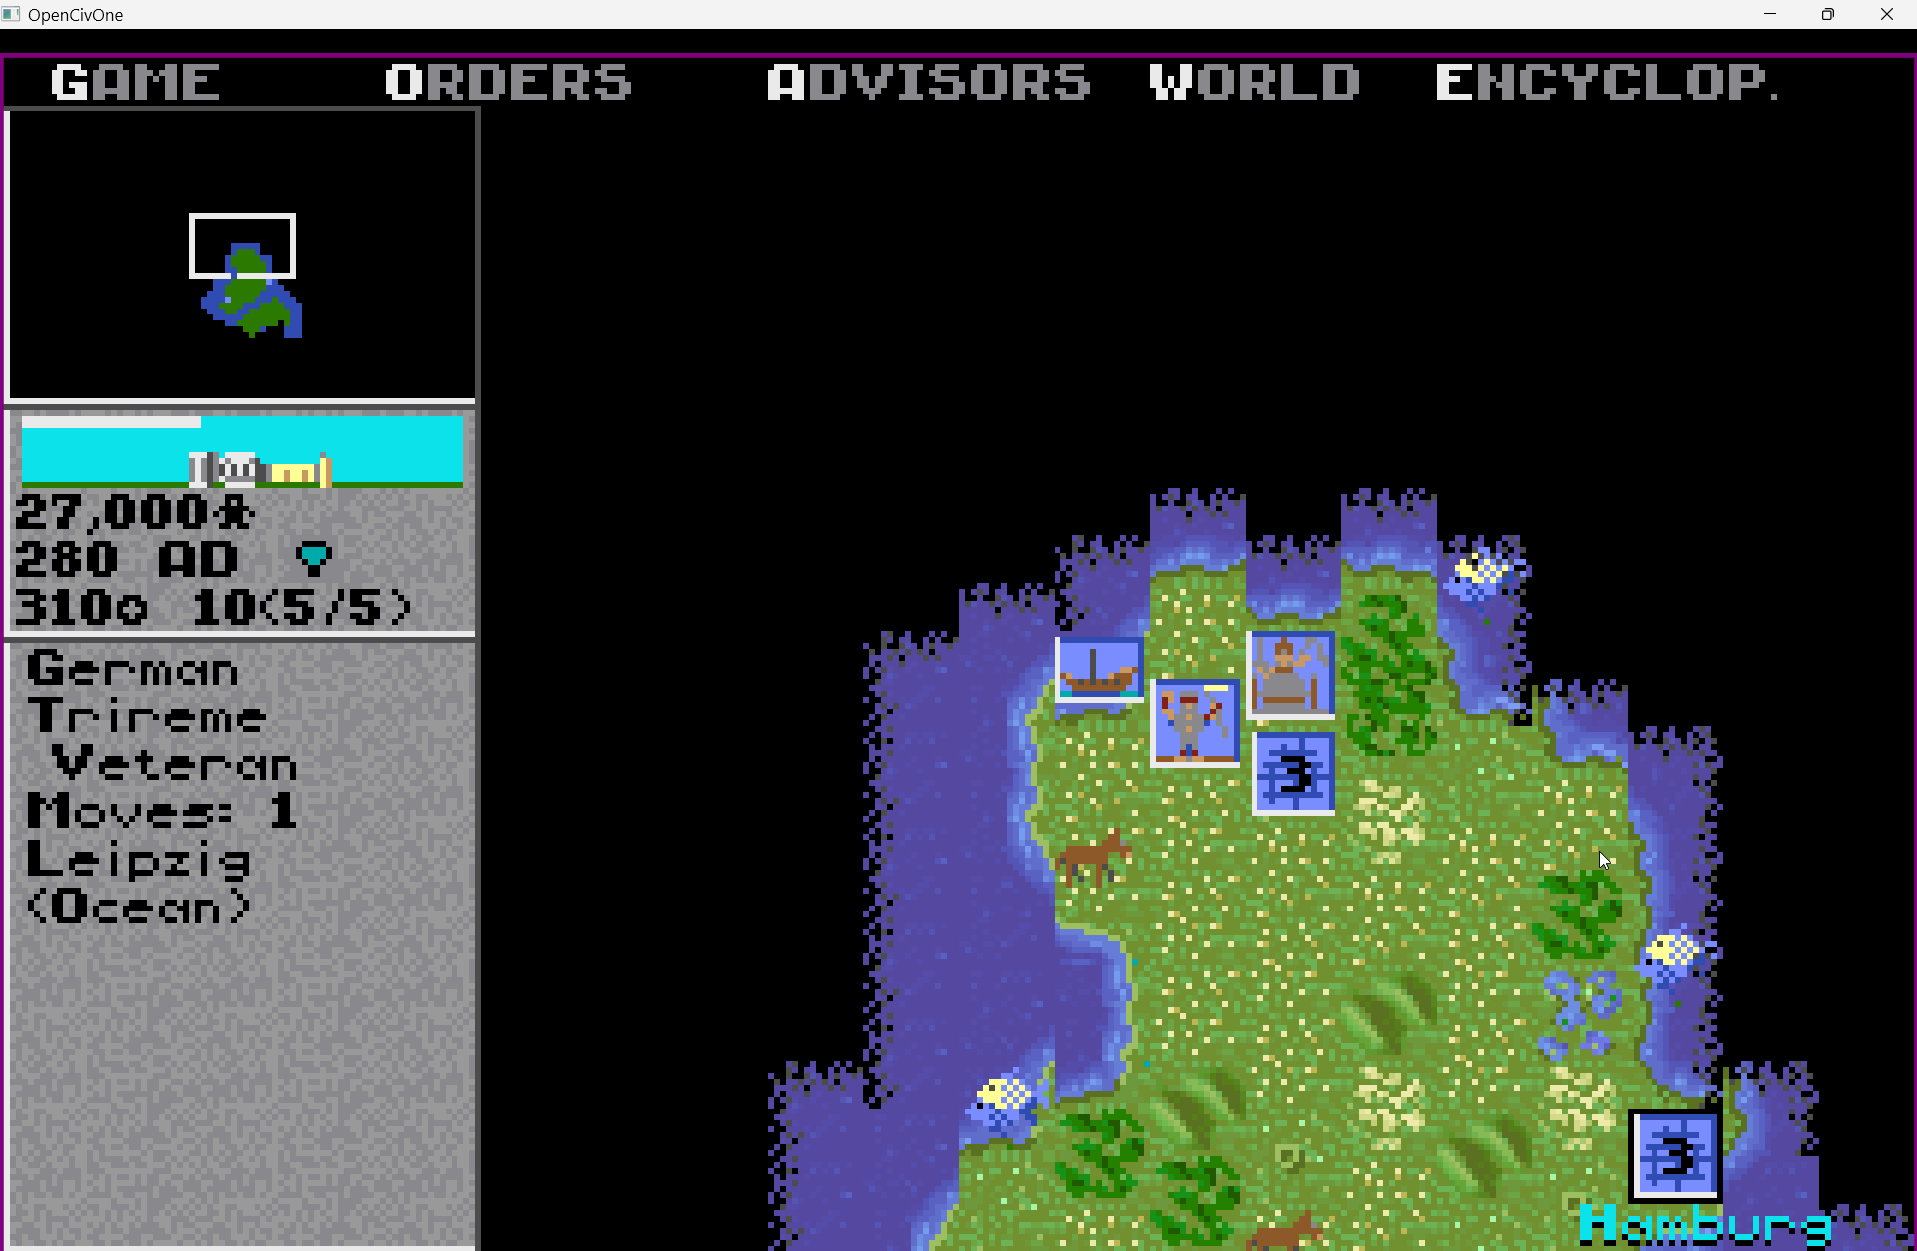 OpenCivOne
GAME ORDERS ADVISORS WORLD ENCYCLOP.
27,000
280 AD
310 10(5/5)
German
Trireme
Veteran
Moves: 1
Leipzig
(Ocean)
3
3
Hamburg